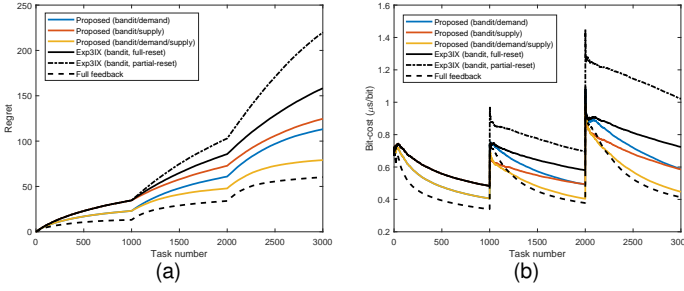 (a)
250
200
150
100
50
0
Regret
Proposed (bandit/demand)
Proposed (bandit/supply)
Proposed (bandit/demand/supply)
Exp3IX (bandit, full-reset)
Exp3IX (bandit, partial-reset)
Full feedback
0 500 1000 1500 2000 2500 3000
Task number
(a)
(b)
1.6
1.4
1.2
1
0.8
0.6
0.4
0.2
Bit-cost (μs/bit)
Proposed (bandit/demand)
Proposed (bandit/supply)
Proposed (bandit/demand/supply)
Exp3IX (bandit, full-reset)
Exp3IX (bandit, partial-reset)
Full feedback
0 500 1000 1500 2000 2500 3000
Task number
(b)